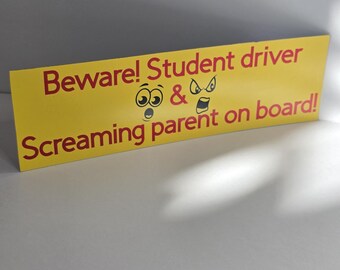 Beware! Student driver
&
Screaming parent on board!